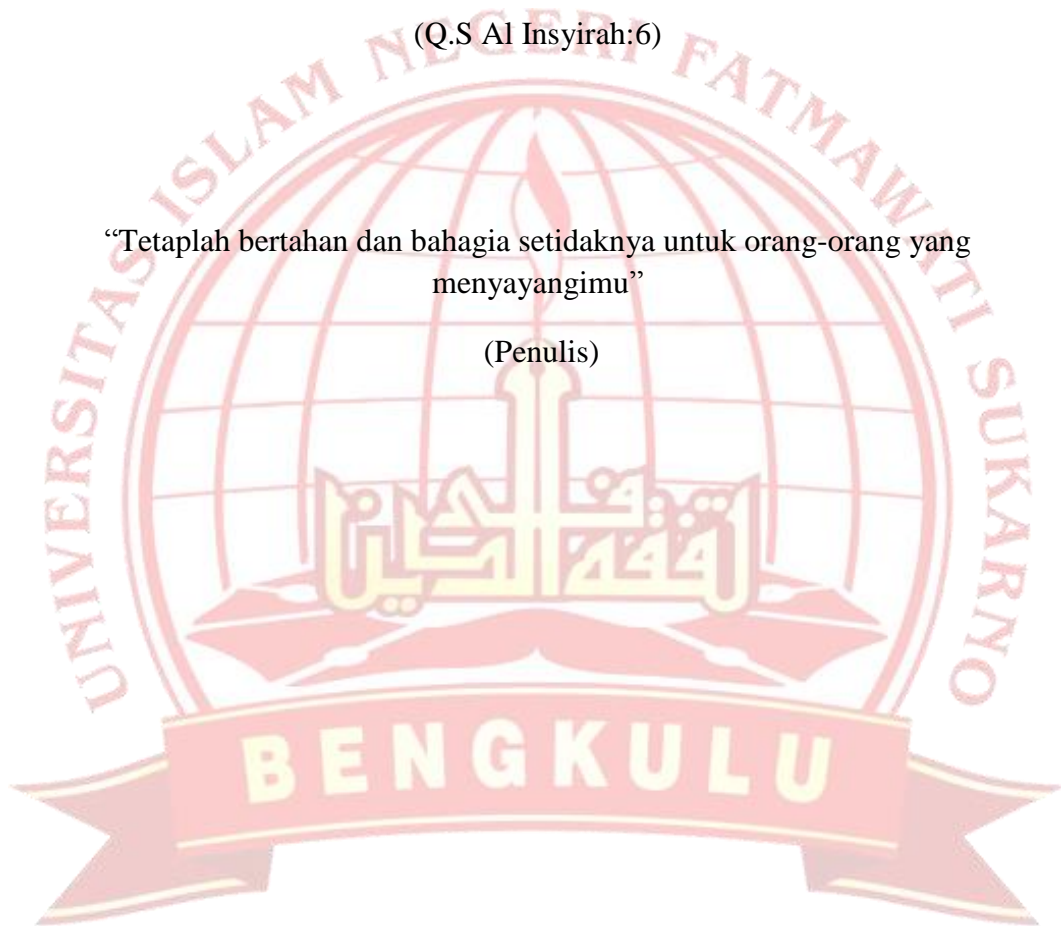 (Q.S Al Insyirah:6)
UNIVERSITAS ISLAM NEGERI FATMAWATI SUKARNO
“Tetaplah bertahan dan bahagia setidaknya untuk orang-orang yang
menyayangimu”
(Penulis)
BENGKULU